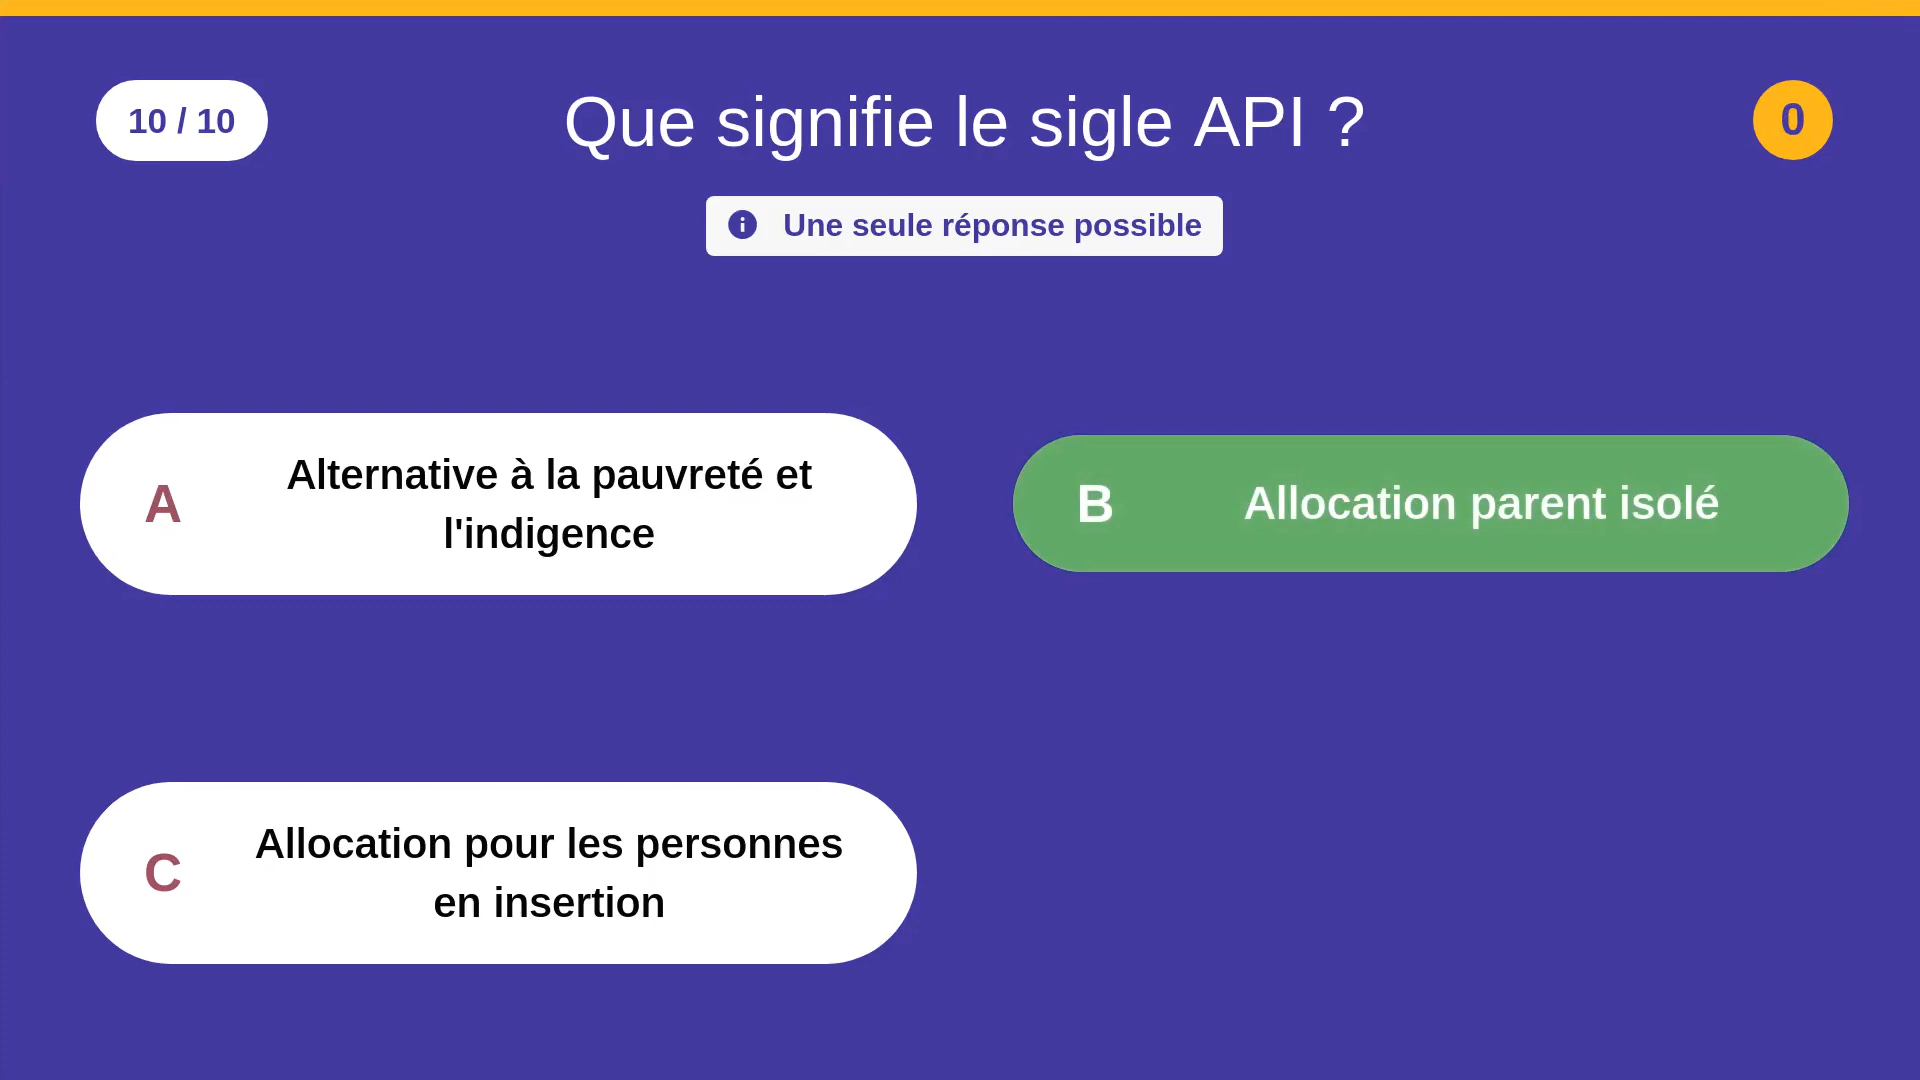 10 / 10
Que signifie le sigle API ?
0
Une seule réponse possible
A
Alternative à la pauvreté et
l'indigence
B
Allocation parent isolé
C
Allocation pour les personnes
en insertion